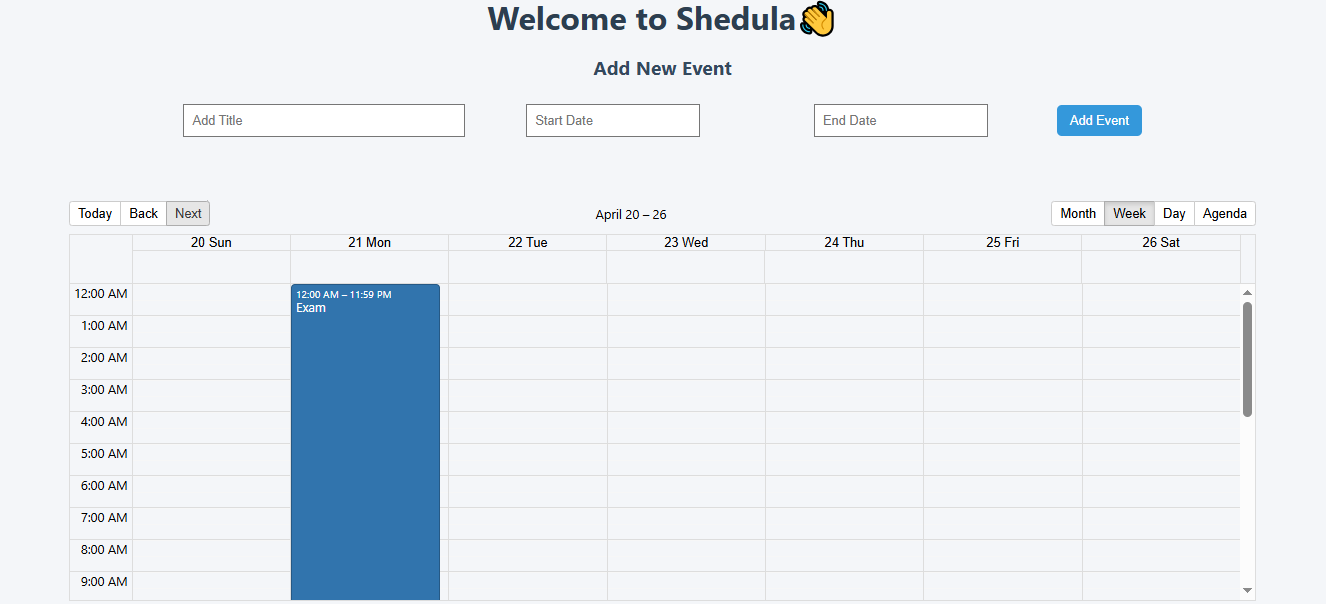 Welcome to Shedula👋
Add New Event
Add Title Start Date End Date Add Event
Today Back Next April 20 – 26 Month Week Day Agenda
20 Sun 21 Mon 22 Tue 23 Wed 24 Thu 25 Fri 26 Sat
12:00 AM
12:00 AM – 11:59 PM
Exam
1:00 AM
2:00 AM
3:00 AM
4:00 AM
5:00 AM
6:00 AM
7:00 AM
8:00 AM
9:00 AM